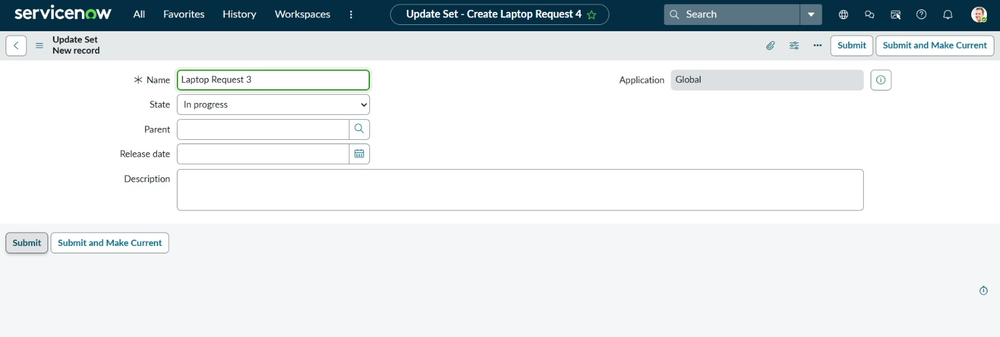 servicenow All Favorites History Workspaces Update Set - Create Laptop Request 4 Search
Update Set
New record
Submit Submit and Make Current
Name Laptop Request 3 Application Global
State In progress
Parent
Release date
Description
Submit Submit and Make Current